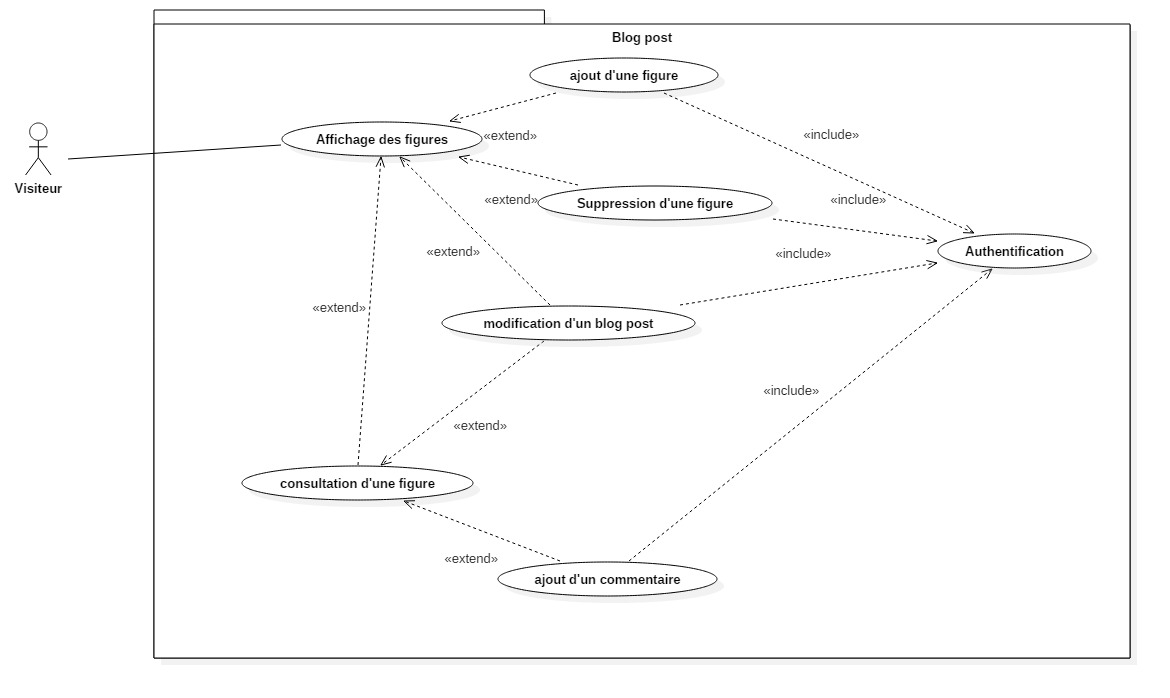 Blog post
ajout d'une figure
Visiteur
Affichage des figures
«extend»
«include»
Suppression d'une figure
«extend»
«include»
Authentification
«extend»
«include»
«extend»
modification d'un blog post
«include»
«extend»
consultation d'une figure
«extend»
ajout d'un commentaire